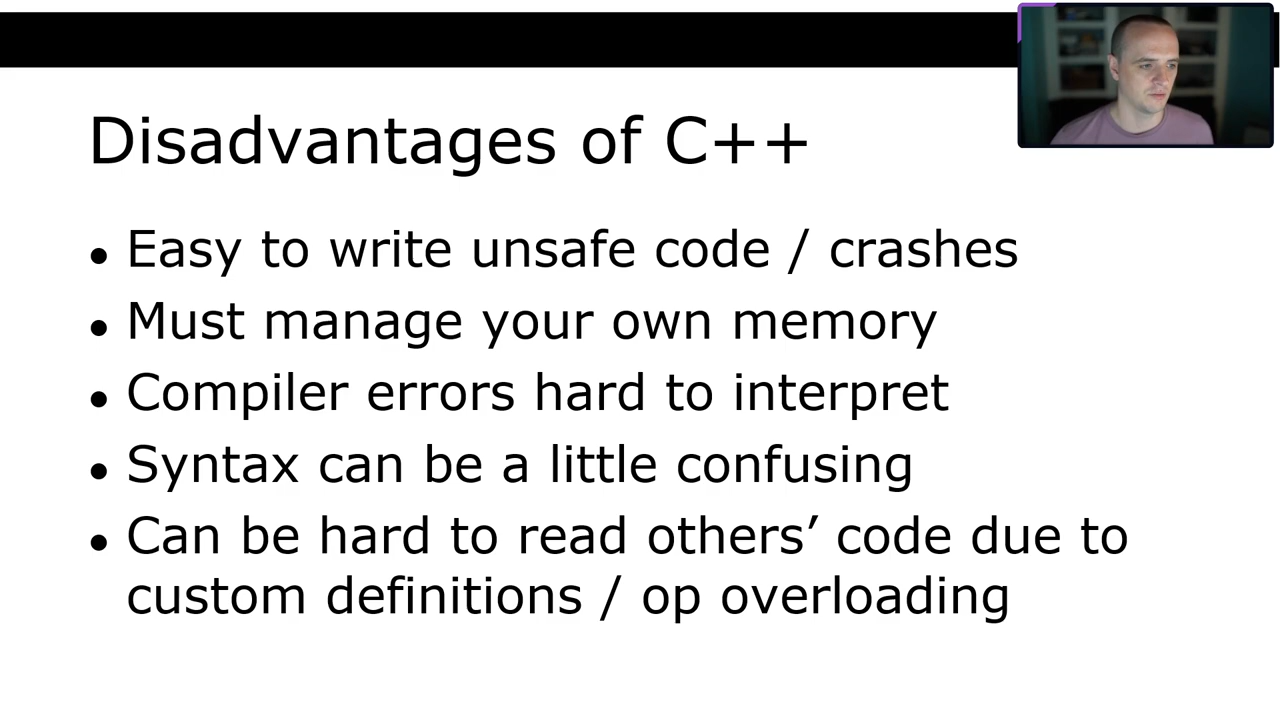 Disadvantages of C++
• Easy to write unsafe code / crashes
• Must manage your own memory
• Compiler errors hard to interpret
• Syntax can be a little confusing
• Can be hard to read others’ code due to
custom definitions / op overloading